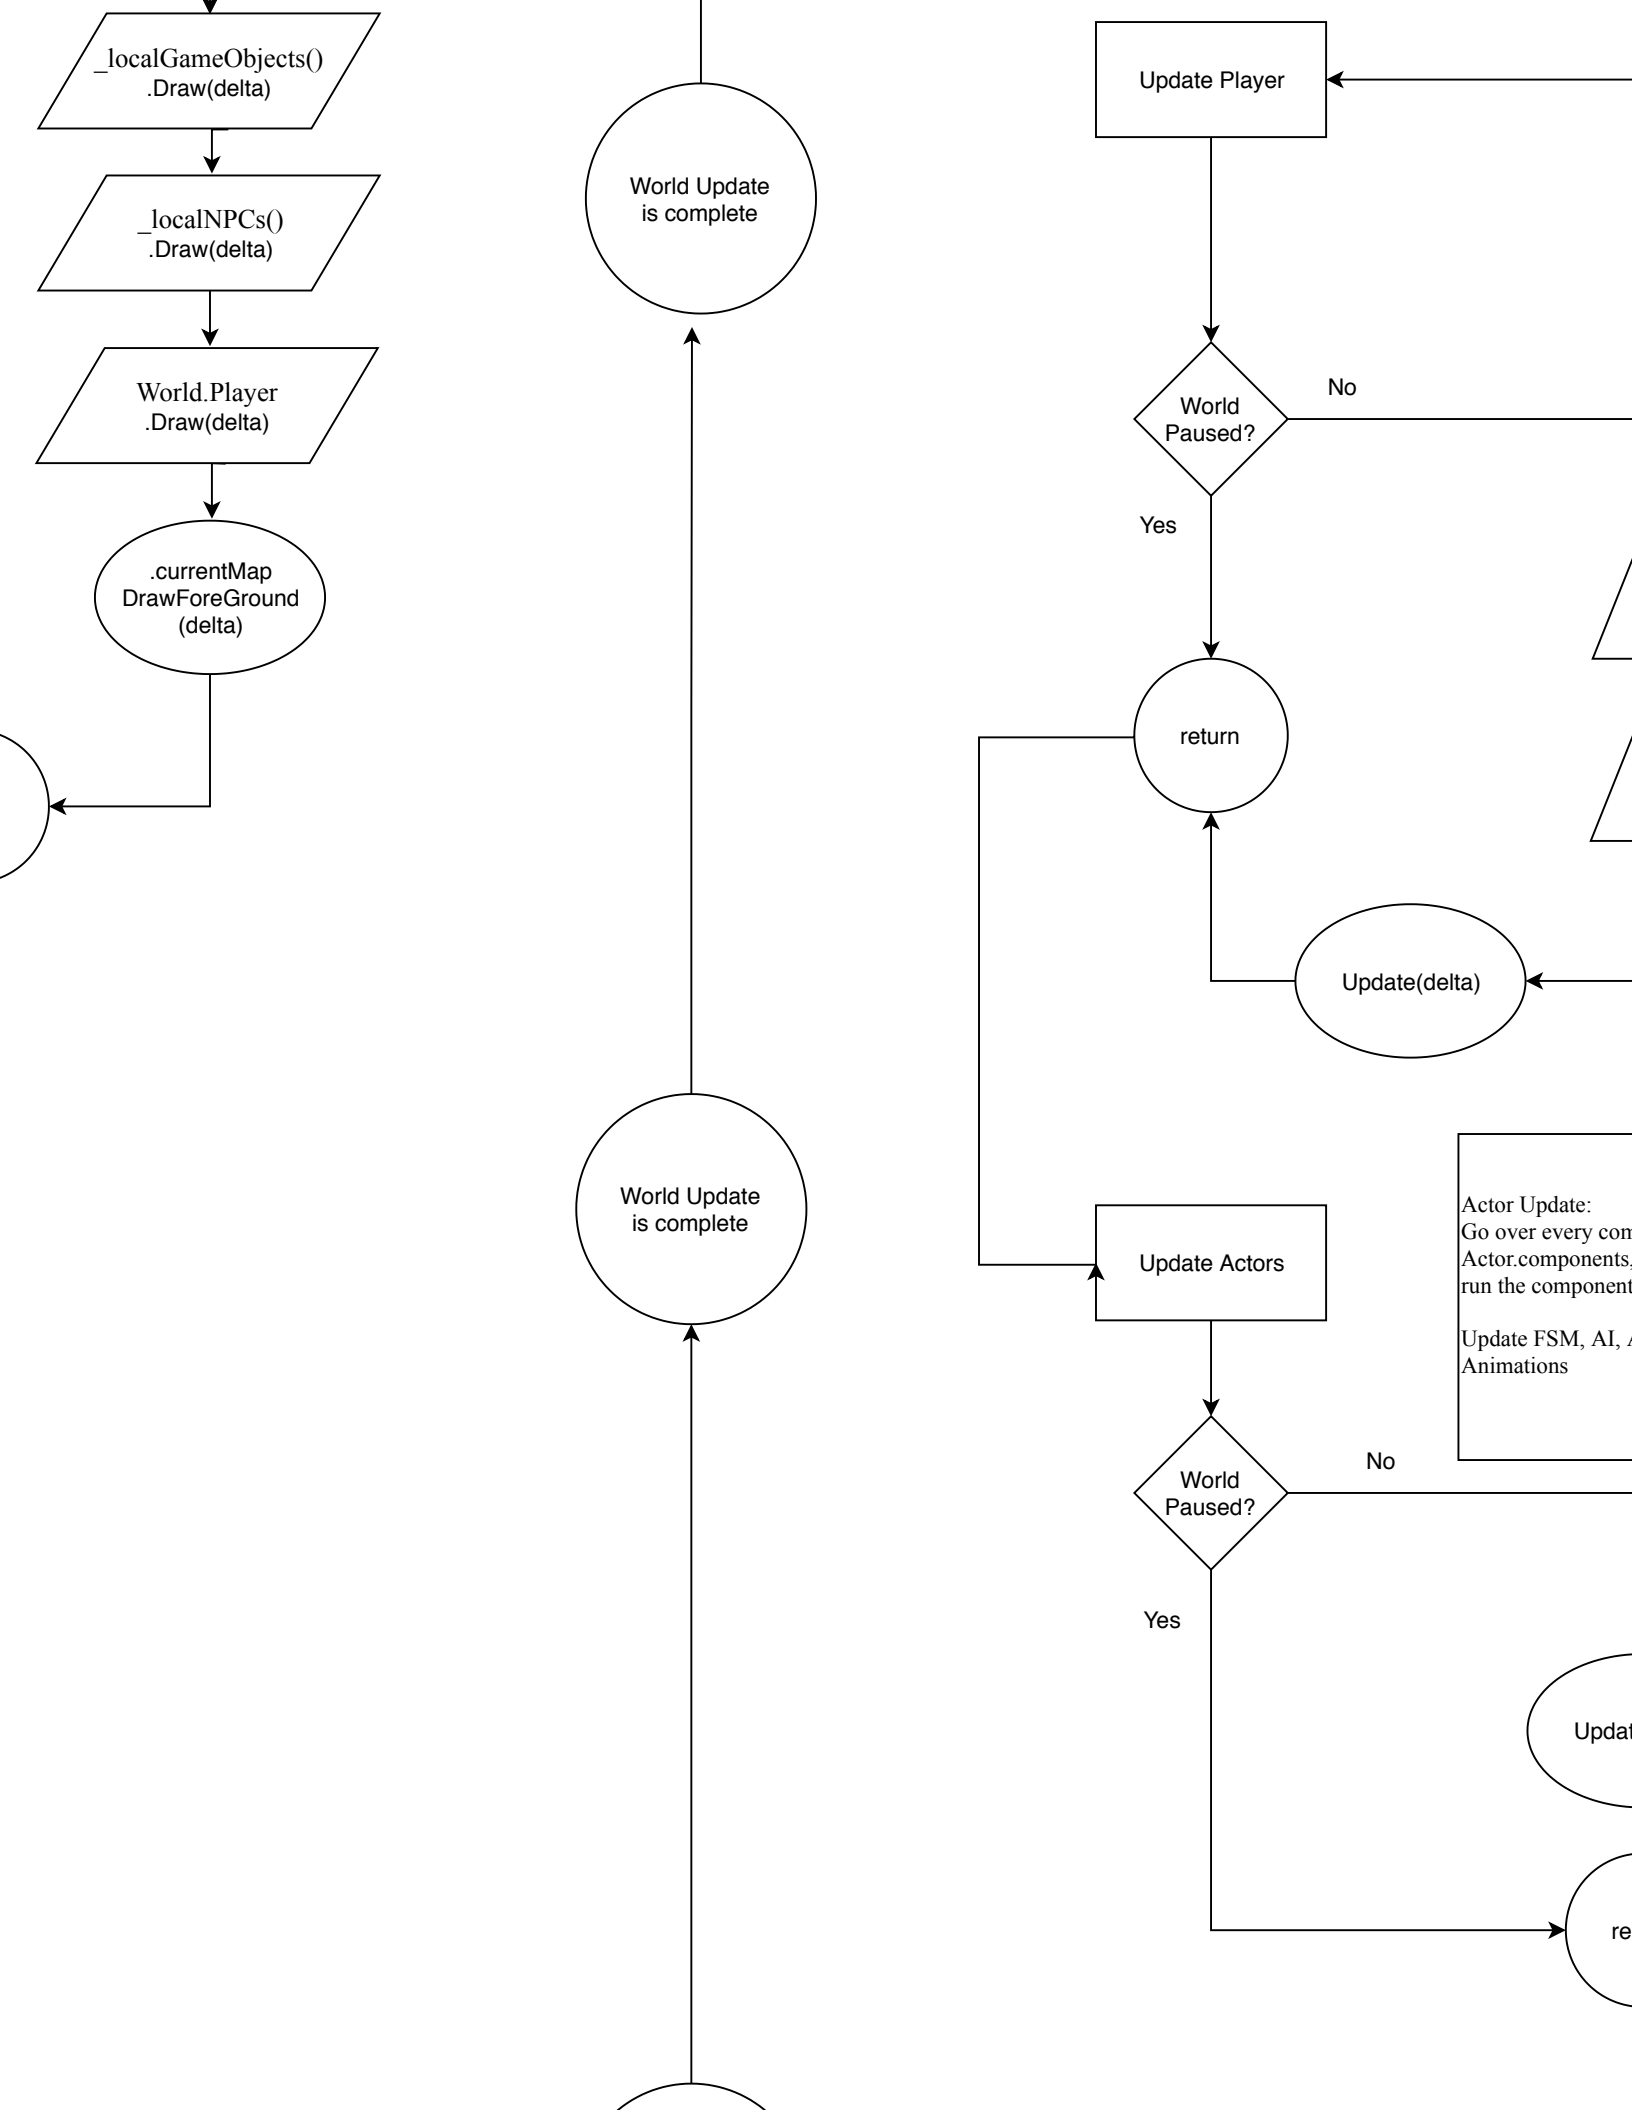 _localGameObjects()
.Draw(delta)
_localNPCs()
.Draw(delta)
World.Player
.Draw(delta)
.currentMap
DrawForeGround
(delta)
World Update
is complete
World Update
is complete
Update Player
World
Paused?
No
Yes
return
Update(delta)
Update Actors
Actor Update:
Go over every
Actor.components,
run the component
Update FSM, AI,
Animations
World
Paused?
No
Yes